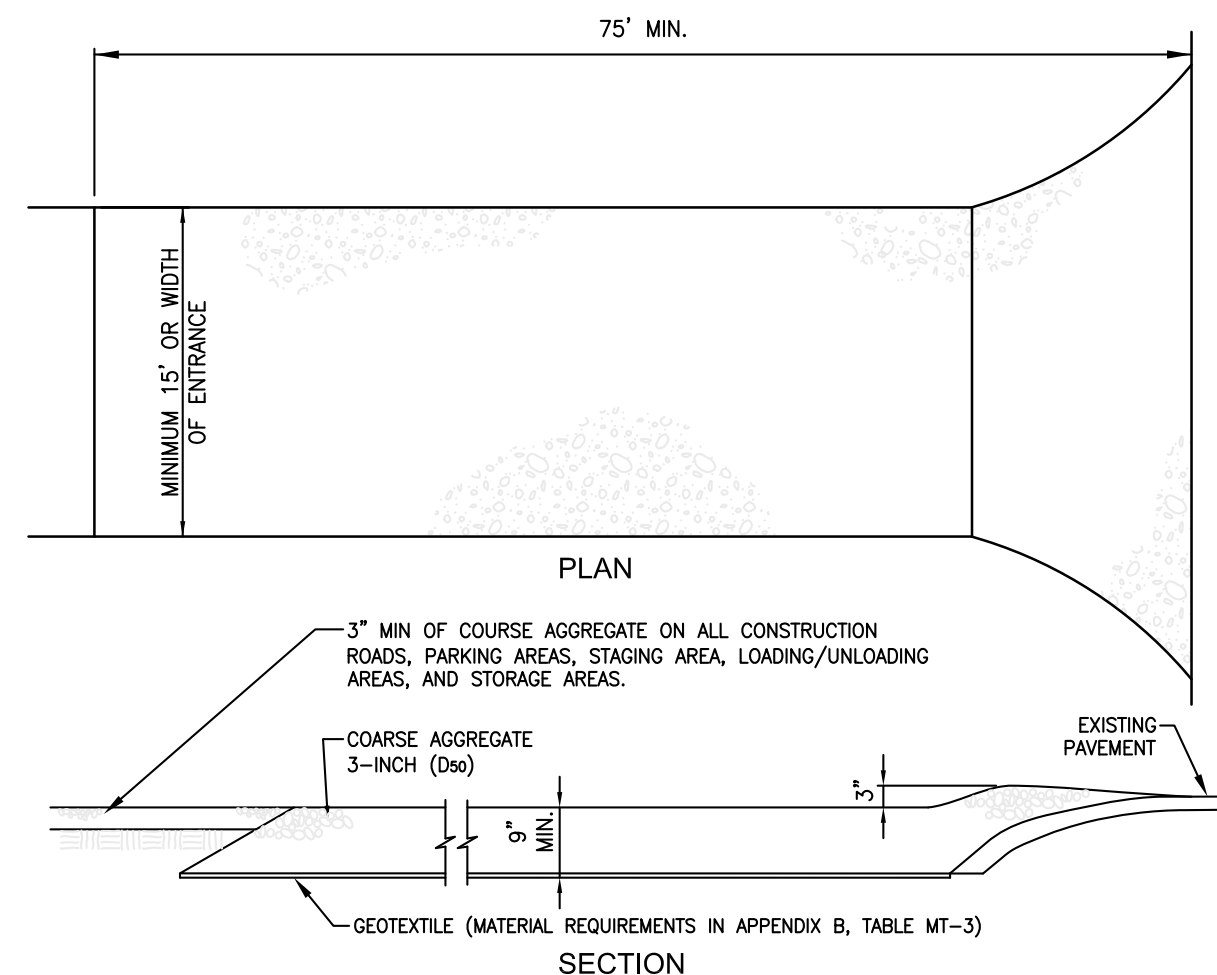 75' MIN.
MINIMUM 15' OR WIDTH
OF ENTRANCE
PLAN
3" MIN OF COURSE AGGREGATE ON ALL CONSTRUCTION
ROADS, PARKING AREAS, STAGING AREA, LOADING/UNLOADING
AREAS, AND STORAGE AREAS.
COARSE AGGREGATE
3-INCH (D50)
EXISTING
PAVEMENT
3"
9"
MIN.
GEOTEXTILE (MATERIAL REQUIREMENTS IN APPENDIX B, TABLE MT-3)
SECTION